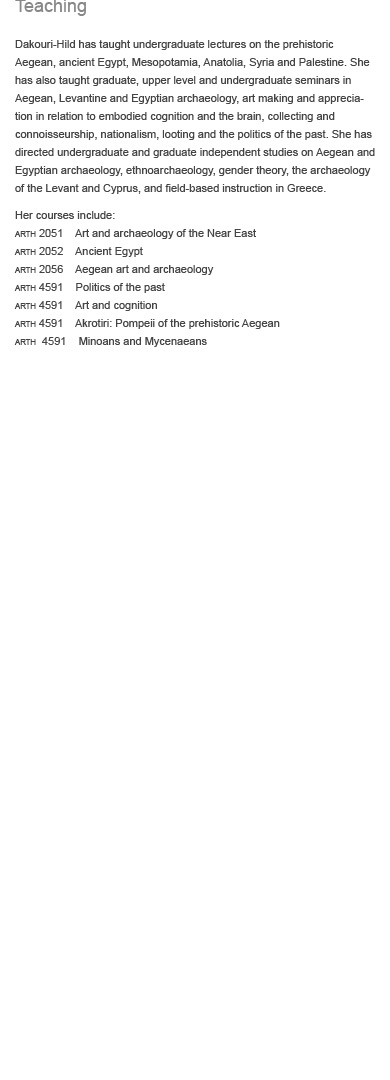 Teaching
Dakouri-Hild has taught undergraduate lectures on the prehistoric
Aegean, ancient Egypt, Mesopotamia, Anatolia, Syria and Palestine. She
has also taught graduate, upper level and undergraduate seminars in
Aegean, Levantine and Egyptian archaeology, art making and apprecia-
tion in relation to embodied cognition and the brain, collecting and
connoisseurship, nationalism, looting and the politics of the past. She has
directed undergraduate and graduate independent studies on Aegean and
Egyptian archaeology, ethnoarchaeology, gender theory, the archaeology
of the Levant and Cyprus, and field-based instruction in Greece.
Her courses include:
ARTH 2051 Art and archaeology of the Near East
ARTH 2052 Ancient Egypt
ARTH 2056 Aegean art and archaeology
ARTH 4591 Politics of the past
ARTH 4591 Art and cognition
ARTH 4591 Akrotiri: Pompeii of the prehistoric Aegean
ARTH 4591 Minoans and Mycenaeans